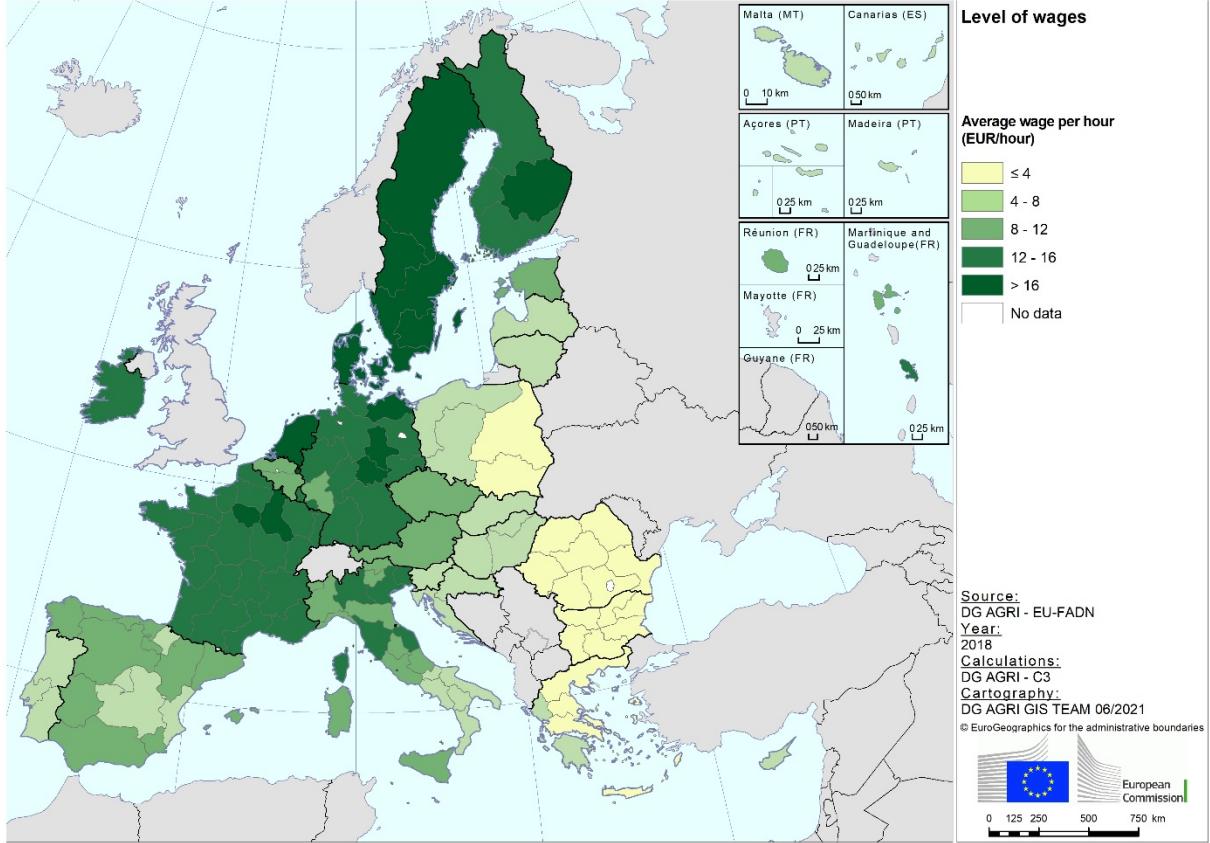 Malta (MT)
0 10 km
Canarias (ES)
0 50 km
Açores (PT)
0 25 km
Madeira (PT)
0 25 km
Réunion (FR)
0 25 km
Mayotte (FR)
0 25 km
Guyane (FR)
0 50 km
Martinique and
Guadeloupe(FR)
0 25 km
Level of wages
Average wage per hour
(EUR/hour)
≤ 4
4 - 8
8 - 12
12 - 16
> 16
No data
Source:
DG AGRI - EU-FADN
Year:
2018
Calculations:
DG AGRI - C3
Cartography:
DG AGRI GIS TEAM 06/2021
© EuroGeographics for the administrative boundaries
European
Commission
0 125 250 500 750 km